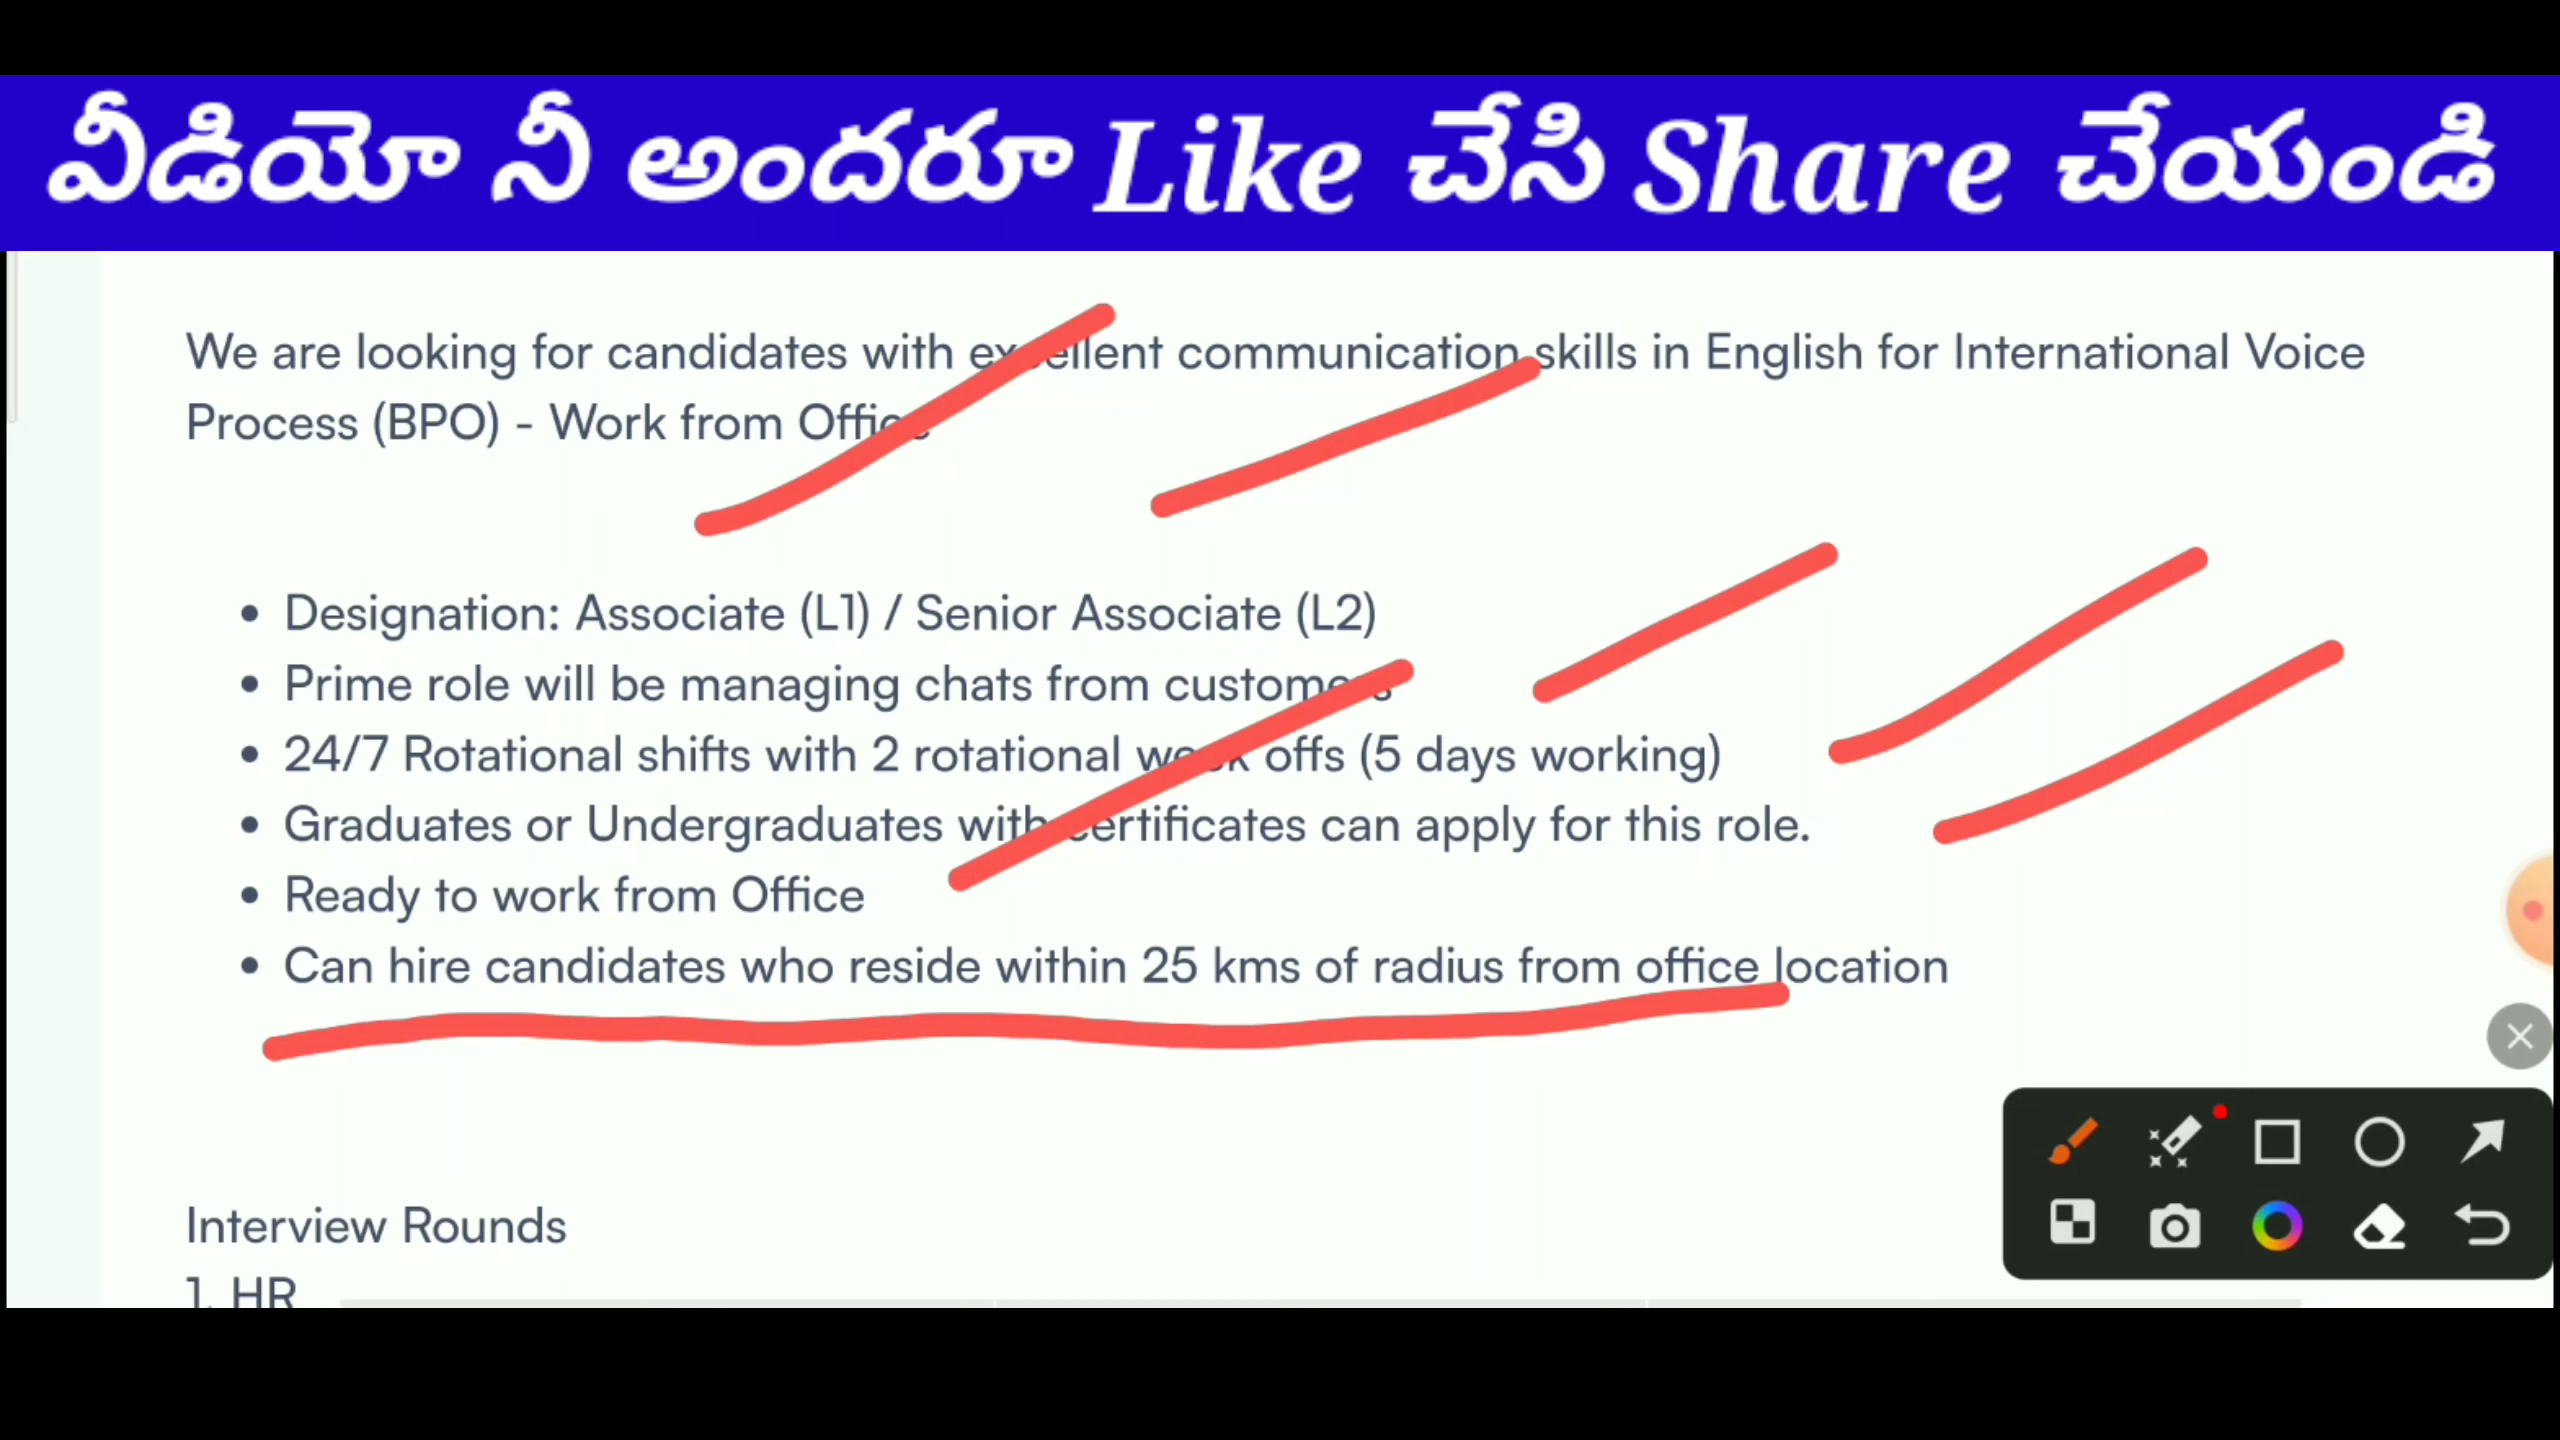 వీడియో నీ అందరూ Like చేసి Share చేయండి
We are looking for candidates with excellent communication skills in English for International Voice
Process (BPO) - Work from Office
• Designation: Associate (L1) / Senior Associate (L2)
• Prime role will be managing chats from customers
• 24/7 Rotational shifts with 2 rotational week offs (5 days working)
• Graduates or Undergraduates with certificates can apply for this role.
• Ready to work from Office
• Can hire candidates who reside within 25 kms of radius from office location
Interview Rounds
1. HR